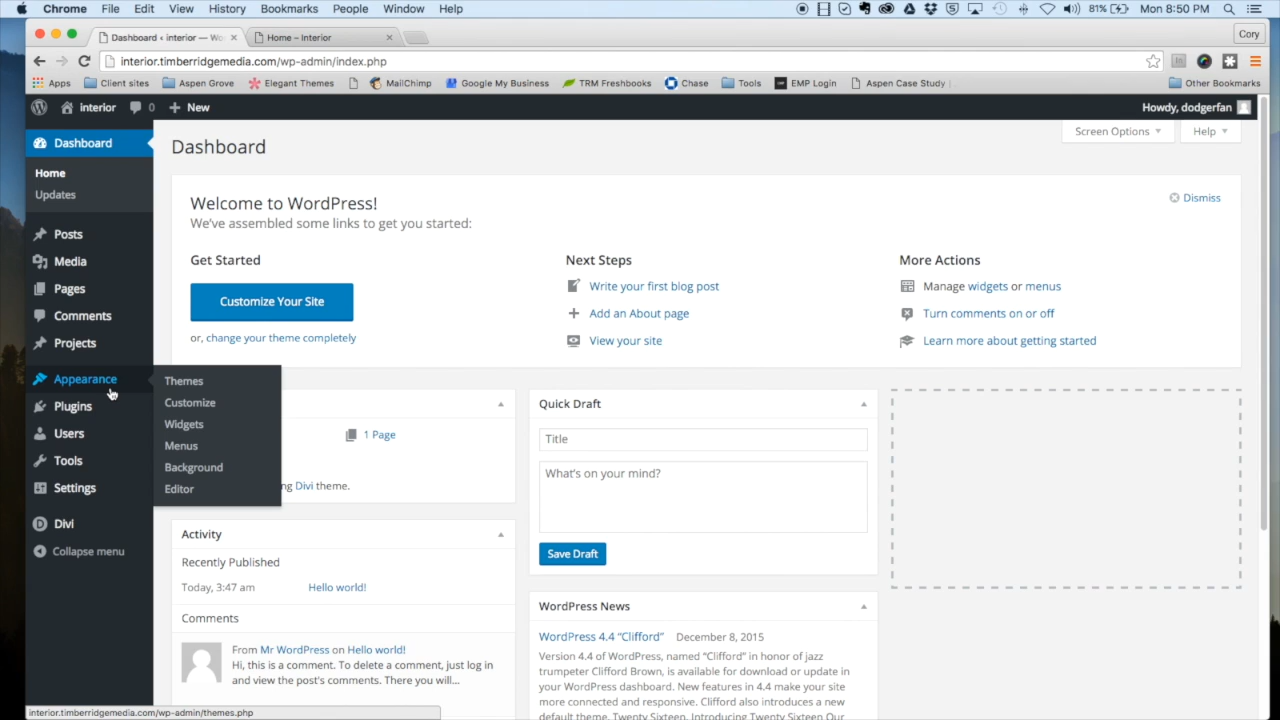 Chrome File Edit View History Bookmarks People Window Help 81% Mon 8:50 PM
Dashboard ‹ interior — Wo Home – Interior Cory
interior.timberridgemedia.com/wp-admin/index.php
Apps Client sites Aspen Grove Elegant Themes MailChimp Google My Business TRM Freshbooks Chase Tools EMP Login Aspen Case Study Other Bookmarks
interior 0 New Howdy, dodgerfan
Screen Options Help
Dashboard
Home
Updates
Posts
Media
Pages
Comments
Projects
Appearance
Plugins
Users
Tools
Settings
Divi
Collapse menu
Themes
Customize
Widgets
Menus
Background
Editor
Dashboard
Welcome to WordPress!
Dismiss
We've assembled some links to get you started:
Get Started
Customize Your Site
or, change your theme completely
Next Steps
Write your first blog post
Add an About page
View your site
More Actions
Manage widgets or menus
Turn comments on or off
Learn more about getting started
1 Page
ng Divi theme.
Activity
Recently Published
Today, 3:47 am Hello world!
Comments
From Mr WordPress on Hello world!
Hi, this is a comment. To delete a comment, just log in
and view the post's comments. There you will...
Quick Draft
Title
What's on your mind?
Save Draft
WordPress News
WordPress 4.4 “Clifford” December 8, 2015
Version 4.4 of WordPress, named “Clifford” in honor of jazz
trumpeter Clifford Brown, is available for download or update in
your WordPress dashboard. New features in 4.4 make your site
more connected and responsive. Clifford also introduces a new
default theme, Twenty Sixteen. Introducing Twenty Sixteen Our
interior.timberridgemedia.com/wp-admin/themes.php